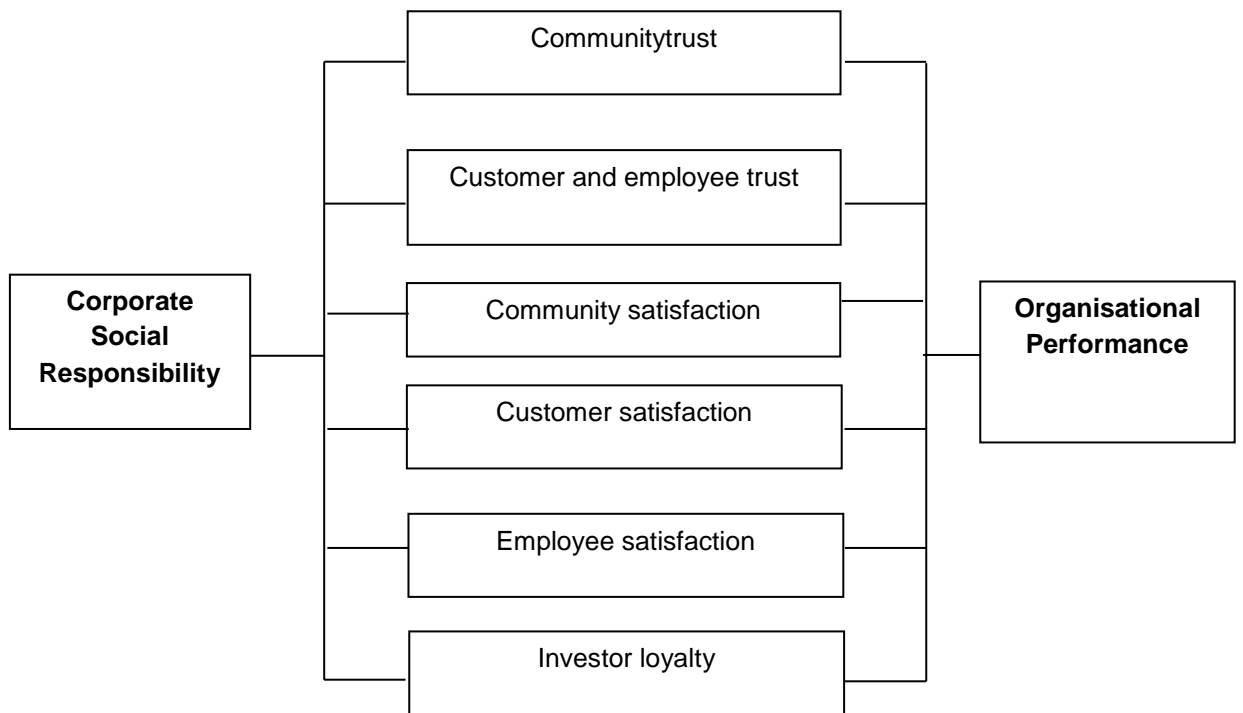 Communitytrust
Customer and employee trust
Community satisfaction
Customer satisfaction
Employee satisfaction
Investor loyalty
Corporate
Social
Responsibility
Organisational
Performance